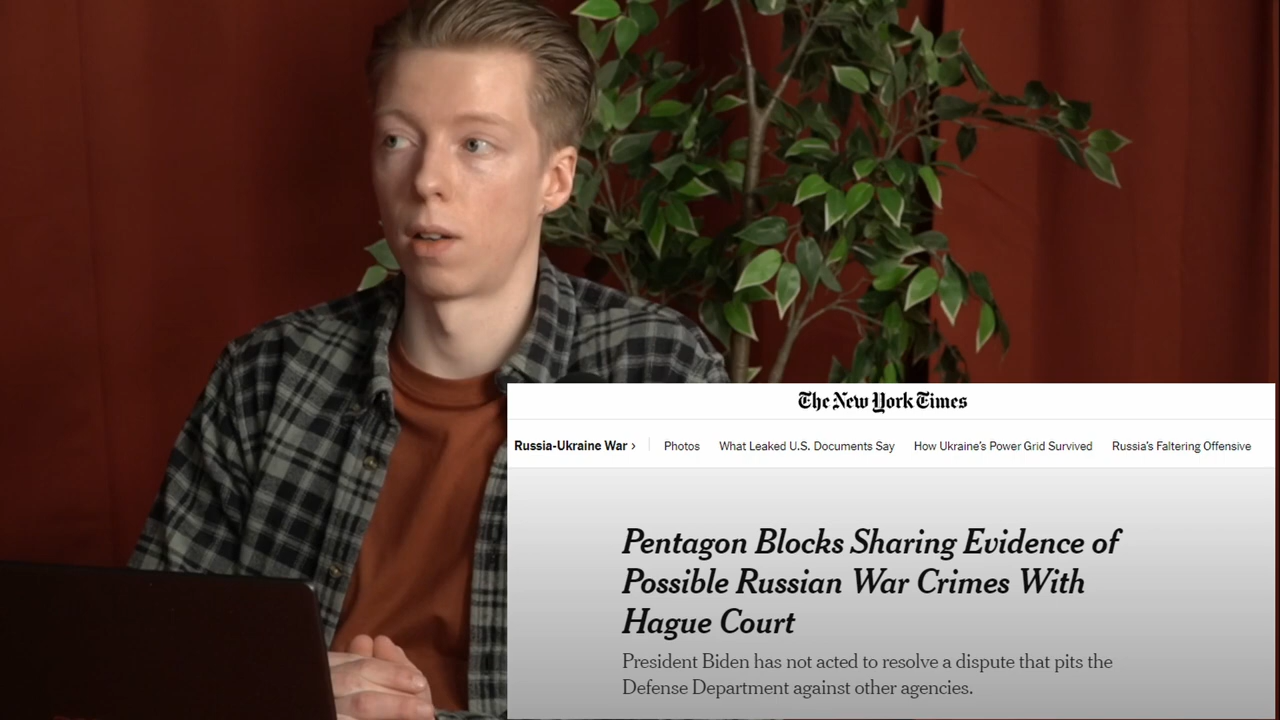 The New York Times
Russia-Ukraine War › Photos What Leaked U.S. Documents Say How Ukraine's Power Grid Survived Russia's Faltering Offensive
Pentagon Blocks Sharing Evidence of
Possible Russian War Crimes With
Hague Court
President Biden has not acted to resolve a dispute that pits the
Defense Department against other agencies.